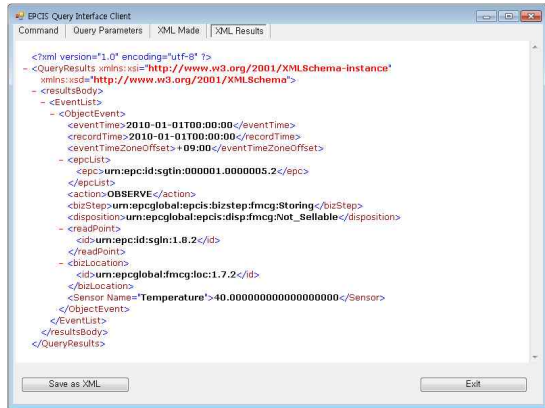 EPCIS Query Interface Client
Command Query Parameters XML Made XML Results
<?xml version="1.0" encoding="utf-8" ?>
- <QueryResults xmlns:xsi="http://www.w3.org/2001/XMLSchema-instance"
xmlns:xsd="http://www.w3.org/2001/XMLSchema">
- <resultsBody>
- <EventList>
- <ObjectEvent>
<eventTime>2010-01-01T00:00:00</eventTime>
<recordTime>2010-01-01T00:00:00</recordTime>
<eventTimeZoneOffset>+09:00</eventTimeZoneOffset>
- <epcList>
<epc>urn:epc:id:sgtin:000001.0000005.2</epc>
</epcList>
<action>OBSERVE</action>
<bizStep>urn:epcglobal:epcis:bizstep:fmcg:Storing</bizStep>
<disposition>urn:epcglobal:epcis:disp:fmcg:Not_Sellable</disposition>
- <readPoint>
<id>urn:epc:id:sgln:1.8.2</id>
</readPoint>
- <bizLocation>
<id>urn:epcglobal:fmcg:loc:1.7.2</id>
</bizLocation>
<Sensor Name="Temperature">40.000000000000000000</Sensor>
</ObjectEvent>
</EventList>
</resultsBody>
</QueryResults>
Save as XML Exit